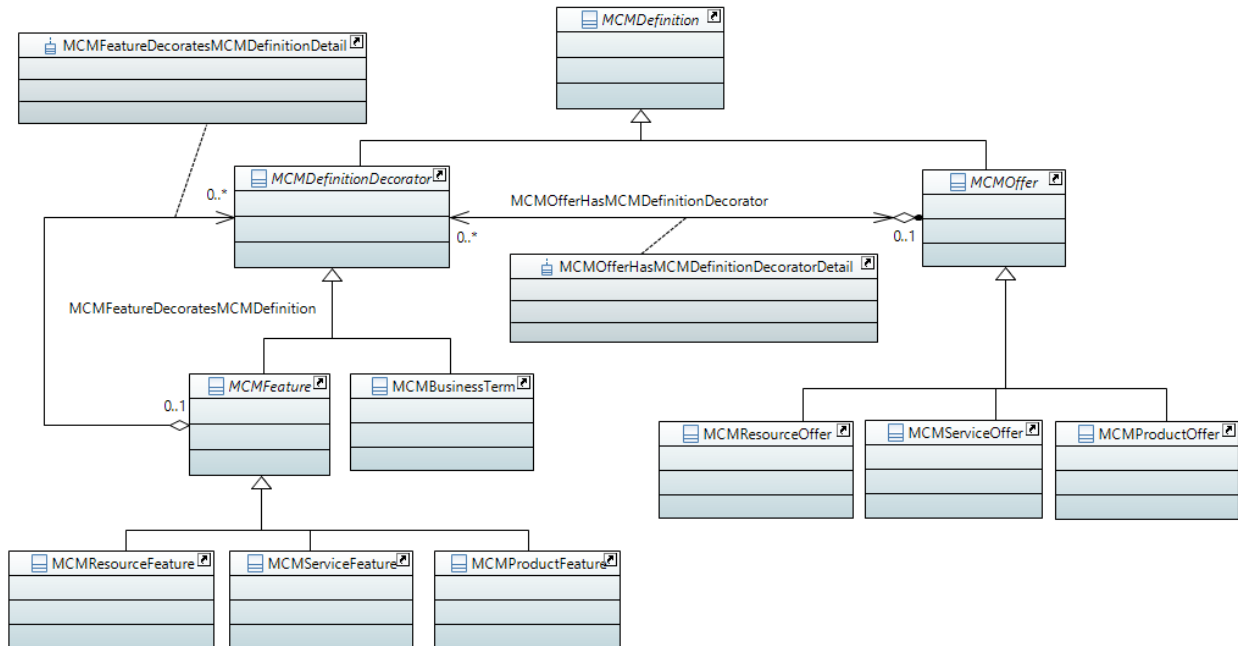 MCMDefinition
MCMFeatureDecoratesMCMDefinitionDetail
MCMDefinitionDecorator
MCMOffer
0..*
MCMOfferHasMCMDefinitionDecorator
0..*
0..1
MCMOfferHasMCMDefinitionDecoratorDetail
MCMFeatureDecoratesMCMDefinition
MCMFeature
MCMBusinessTerm
0..1
MCMResourceOffer
MCMServiceOffer
MCMProductOffer
MCMResourceFeature
MCMServiceFeature
MCMProductFeature